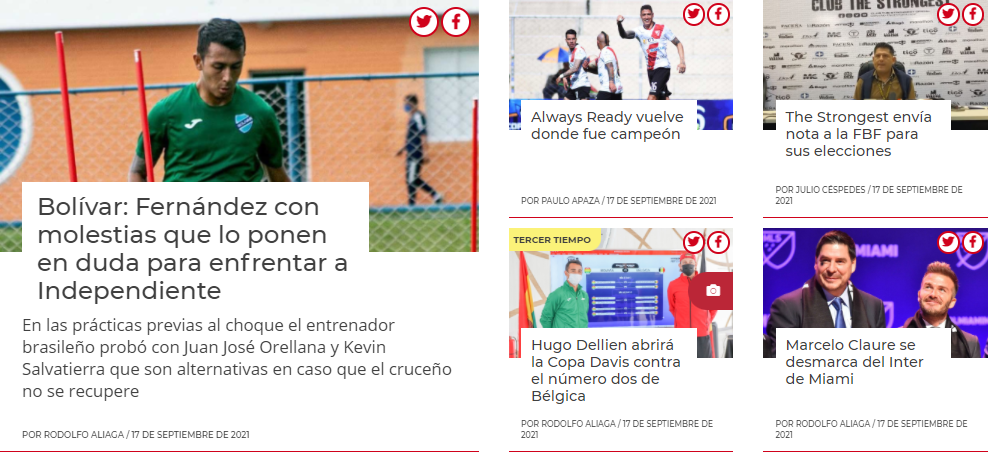 Bolívar: Fernández con
molestias que lo ponen
en duda para enfrentar a
Independiente
En las prácticas previas al choque el entrenador
brasileño probó con Juan José Orellana y Kevin
Salvatierra que son alternativas en caso que el cruceño
no se recupere
POR RODOLFO ALIAGA / 17 DE SEPTIEMBRE DE 2021
Always Ready vuelve
donde fue campeón
POR PAULO APAZA / 17 DE SEPTIEMBRE DE 2021
CLUB THE STRONGEST
The Strongest envía
nota a la FBF para
sus elecciones
POR JULIO CÉSPEDES / 17 DE SEPTIEMBRE DE
2021
TERCER TIEMPO
Hugo Dellien abrirá
la Copa Davis contra
el número dos de
Bélgica
POR RODOLFO ALIAGA / 17 DE SEPTIEMBRE DE
2021
MLS
MIAMI
MIAMI
Marcelo Claure se
desmarca del Inter
de Miami
POR RODOLFO ALIAGA / 17 DE SEPTIEMBRE DE
2021